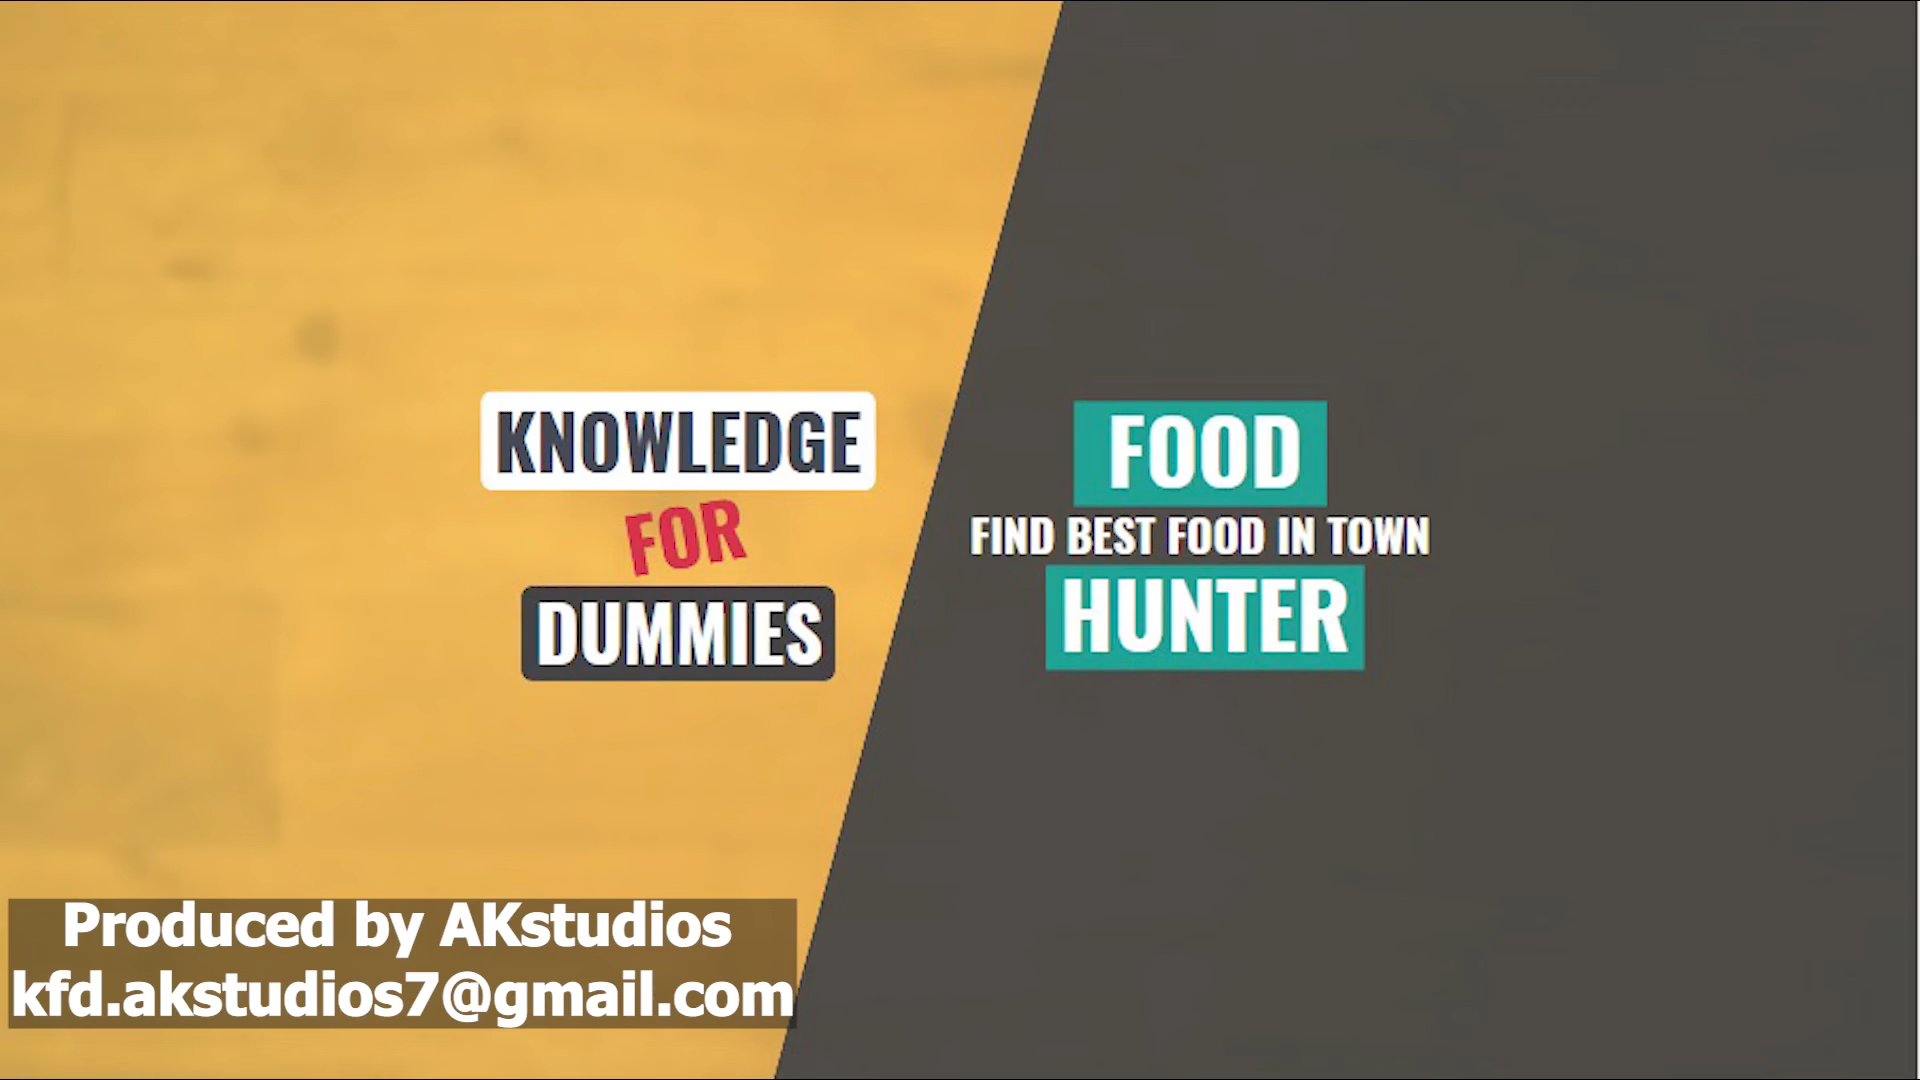 KNOWLEDGE
FOR
DUMMIES
FOOD
FIND BEST FOOD IN TOWN
HUNTER
Produced by AKstudios
kfd.akstudios7@gmail.com